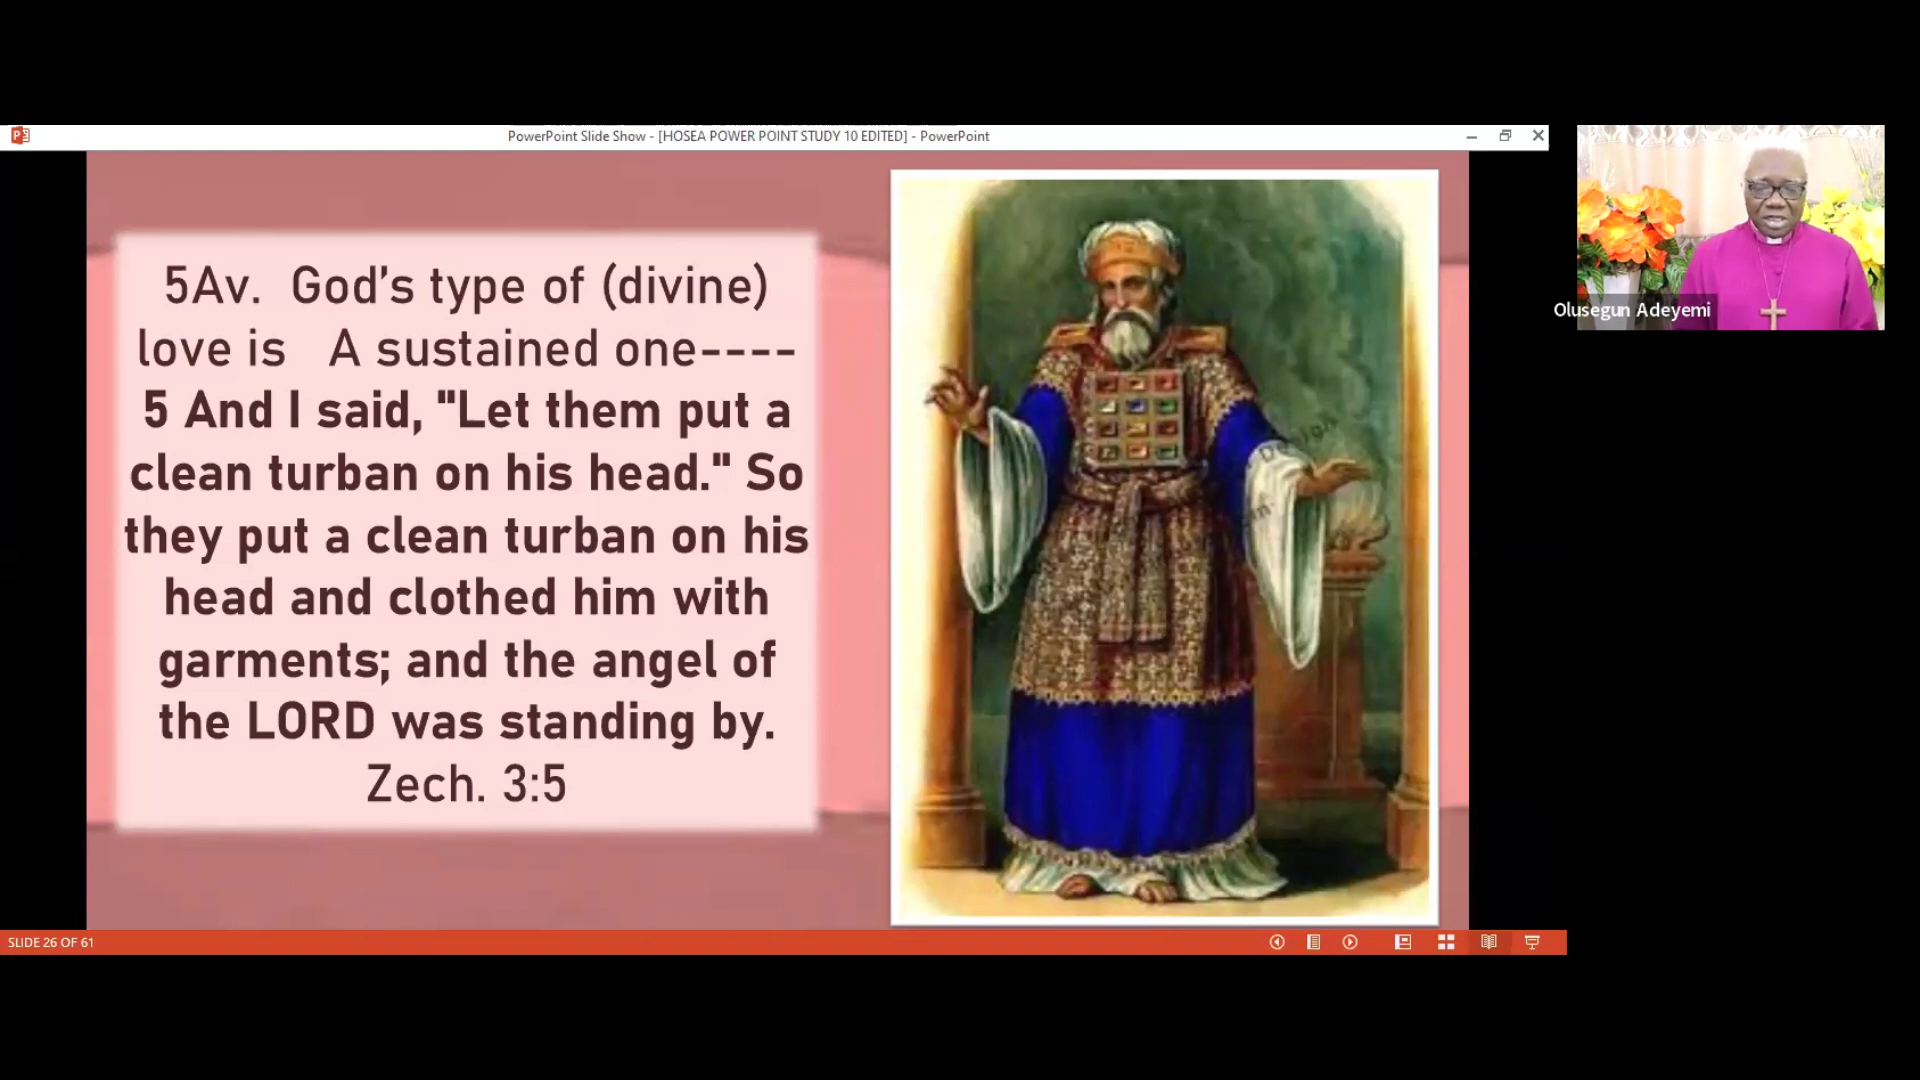 PowerPoint Slide Show - [HOSEA POWER POINT STUDY 10 EDITED] - PowerPoint
5Av.  God's type of (divine)
love is   A sustained one----
5 And I said, "Let them put a
clean turban on his head." So
they put a clean turban on his
head and clothed him with
garments; and the angel of
the LORD was standing by.
Zech. 3:5
Olusegun Adeyemi
SLIDE 26 OF 61